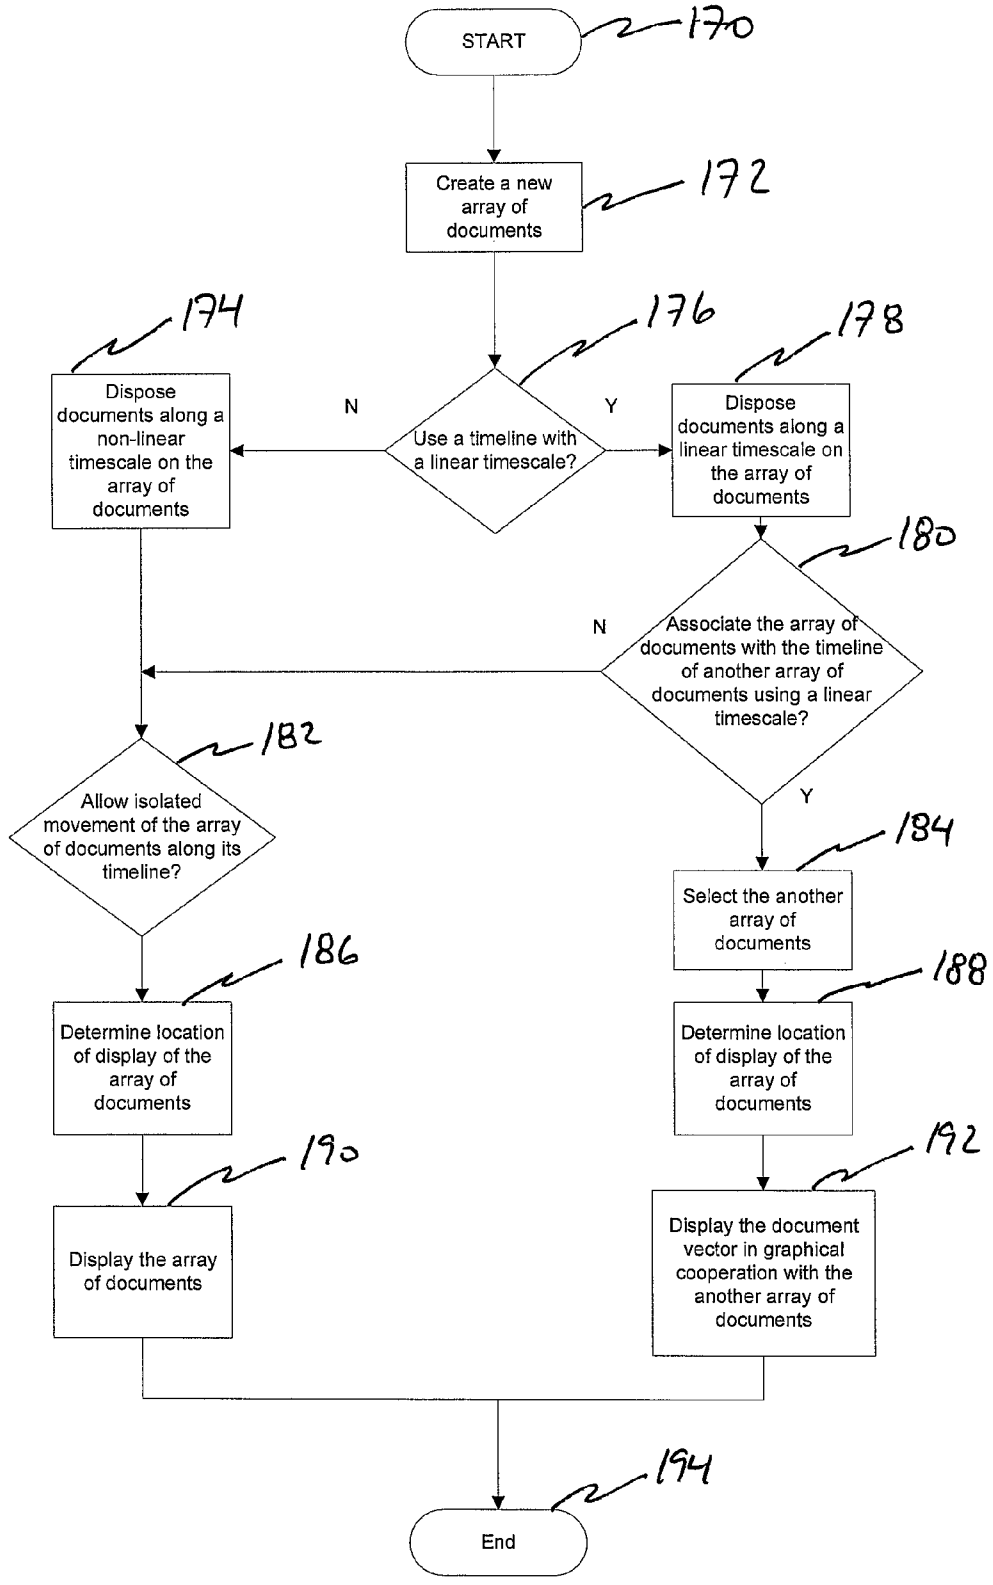 START
170
Create a new
array of
documents
172
174
176
178
Dispose
documents along a
non-linear
timescale on the
array of
documents
N
Use a timeline with
a linear timescale?
Y
Dispose
documents along a
linear timescale on
the array of
documents
180
N
Associate the array of
documents with the timeline
of another array of
documents using a linear
timescale?
Y
182
Allow isolated
movement of the array
of documents along its
timeline?
184
Select the another
array of
documents
186
Determine location
of display of the
array of
documents
188
Determine location
of display of the
array of
documents
190
Display the array
of documents
192
Display the document
vector in graphical
cooperation with the
another array of
documents
194
End